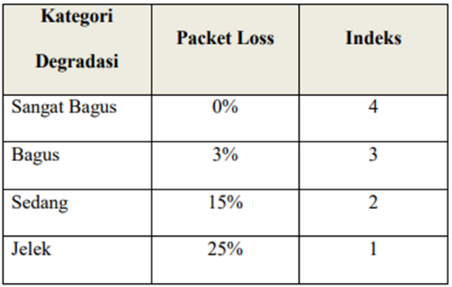 Kategori Degradasi Packet Loss Indeks
Sangat Bagus 0% 4
Bagus 3% 3
Sedang 15% 2
Jelek 25% 1